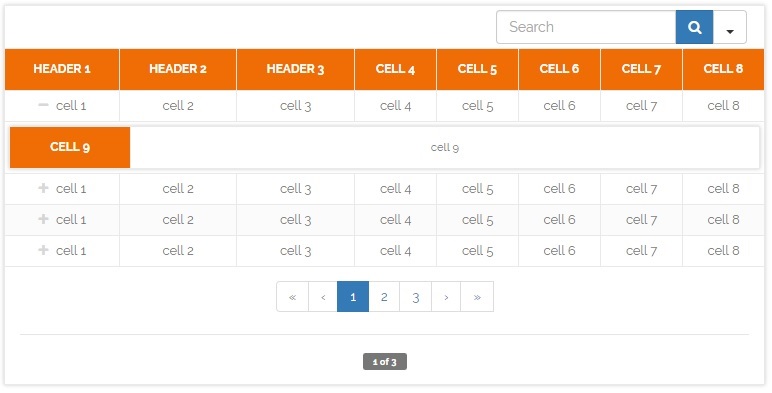 Search
HEADER 1 HEADER 2 HEADER 3 CELL 4 CELL 5 CELL 6 CELL 7 CELL 8
− cell 1 cell 2 cell 3 cell 4 cell 5 cell 6 cell 7 cell 8
CELL 9 cell 9
+ cell 1 cell 2 cell 3 cell 4 cell 5 cell 6 cell 7 cell 8
+ cell 1 cell 2 cell 3 cell 4 cell 5 cell 6 cell 7 cell 8
+ cell 1 cell 2 cell 3 cell 4 cell 5 cell 6 cell 7 cell 8
« ‹ 1 2 3 › »
1 of 3